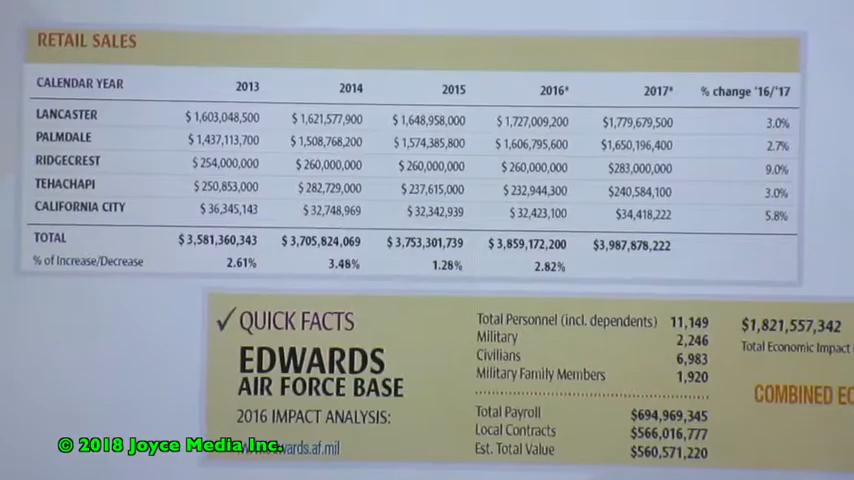 RETAIL SALES
CALENDAR YEAR 2013 2014 2015 2016* 2017* % change '16/'17
LANCASTER $ 1,603,048,500 $ 1,621,577,900 $ 1,648,958,000 $ 1,727,009,200 $1,779,679,500 3.0%
PALMDALE $ 1,437,113,700 $ 1,508,768,200 $ 1,574,385,800 $ 1,606,795,600 $1,650,196,400 2.7%
RIDGECREST $ 254,000,000 $ 260,000,000 $ 260,000,000 $ 260,000,000 $283,000,000 9.0%
TEHACHAPI $ 250,853,000 $ 282,729,000 $ 237,615,000 $ 232,944,300 $240,584,100 3.0%
CALIFORNIA CITY $ 36,345,143 $ 32,748,969 $ 32,342,939 $ 32,423,100 $34,418,222 5.8%
TOTAL $ 3,581,360,343 $ 3,705,824,069 $ 3,753,301,739 $ 3,859,172,200 $3,987,878,222
% of Increase/Decrease 2.61% 3.48% 1.28% 2.82%
✓ QUICK FACTS
EDWARDS
AIR FORCE BASE
2016 IMPACT ANALYSIS:
www.edwards.af.mil
Total Personnel (incl. dependents) 11,149
Military 2,246
Civilians 6,983
Military Family Members 1,920
Total Payroll $694,969,345
Local Contracts $566,016,777
Est. Total Value $560,571,220
$1,821,557,342
Total Economic Impact
COMBINED EC
© 2018 Joyce Media Inc.